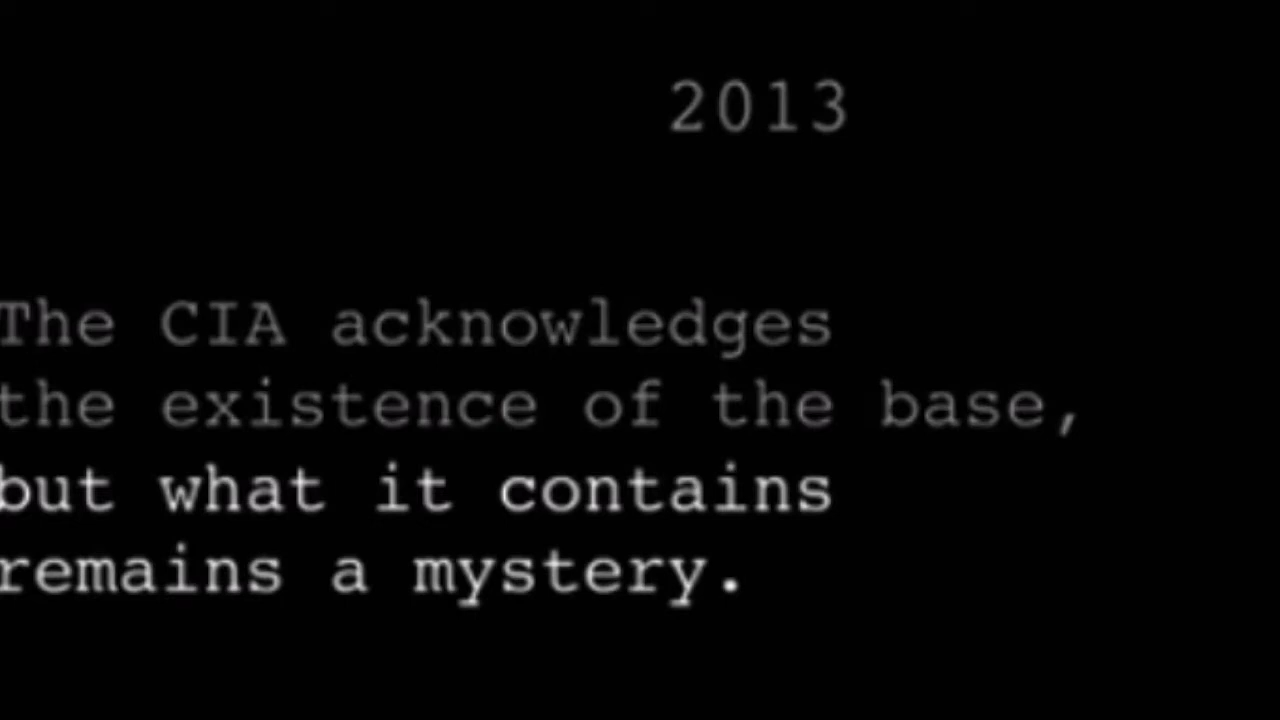 2013
The CIA acknowledges
the existence of the base,
but what it contains
remains a mystery.